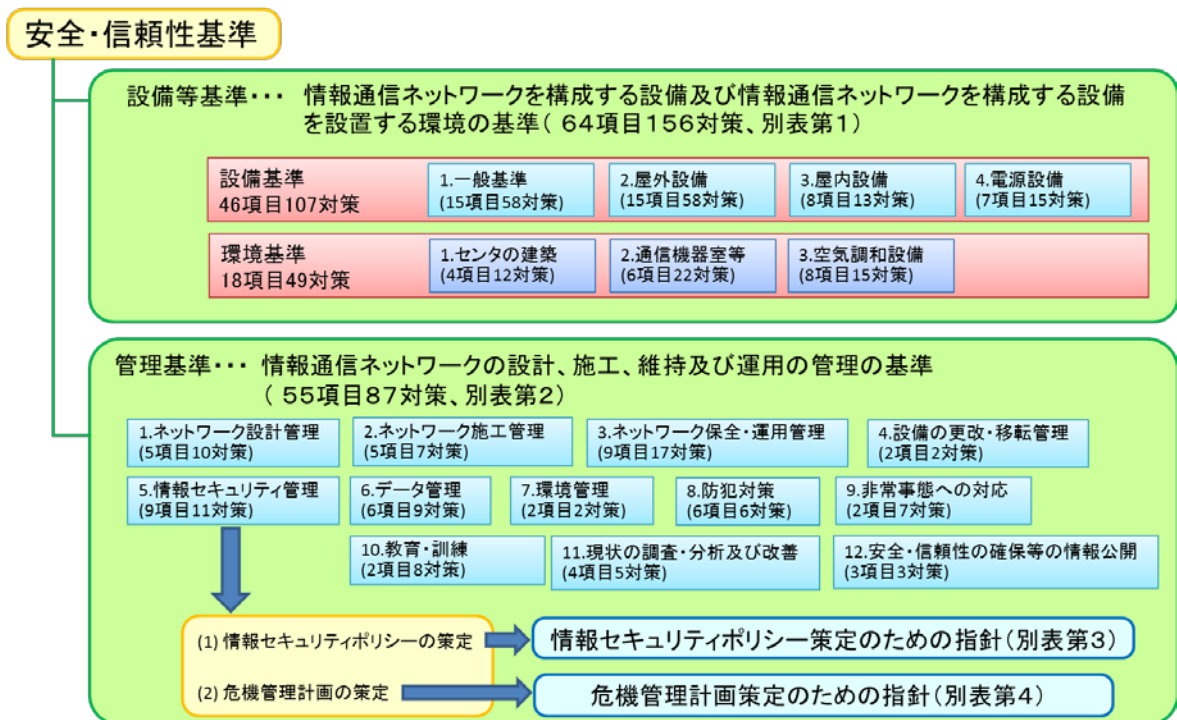 安全・信頼性基準
設備等基準・・・ 情報通信ネットワークを構成する設備及び情報通信ネットワークを構成する設備
を設置する環境の基準( 64項目156対策、別表第1)
設備基準
46項目107対策
1.一般基準
(15項目58対策)
2.屋外設備
(15項目58対策)
3.屋内設備
(8項目13対策)
4.電源設備
(7項目15対策)
環境基準
18項目49対策
1.センタの建築
(4項目12対策)
2.通信機器室等
(6項目22対策)
3.空気調和設備
(8項目15対策)
管理基準・・・ 情報通信ネットワークの設計、施工、維持及び運用の管理の基準
( 55項目87対策、別表第2)
1.ネットワーク設計管理
(5項目10対策)
2.ネットワーク施工管理
(5項目7対策)
3.ネットワーク保全・運用管理
(9項目17対策)
4.設備の更改・移転管理
(2項目2対策)
5.情報セキュリティ管理
(9項目11対策)
6.データ管理
(6項目9対策)
7.環境管理
(2項目2対策)
8.防犯対策
(6項目6対策)
9.非常事態への対応
(2項目7対策)
10.教育・訓練
(2項目8対策)
11.現状の調査・分析及び改善
(4項目5対策)
12.安全・信頼性の確保等の情報公開
(3項目3対策)
(1) 情報セキュリティポリシーの策定
情報セキュリティポリシー策定のための指針(別表第3)
(2) 危機管理計画の策定
危機管理計画策定のための指針(別表第4)